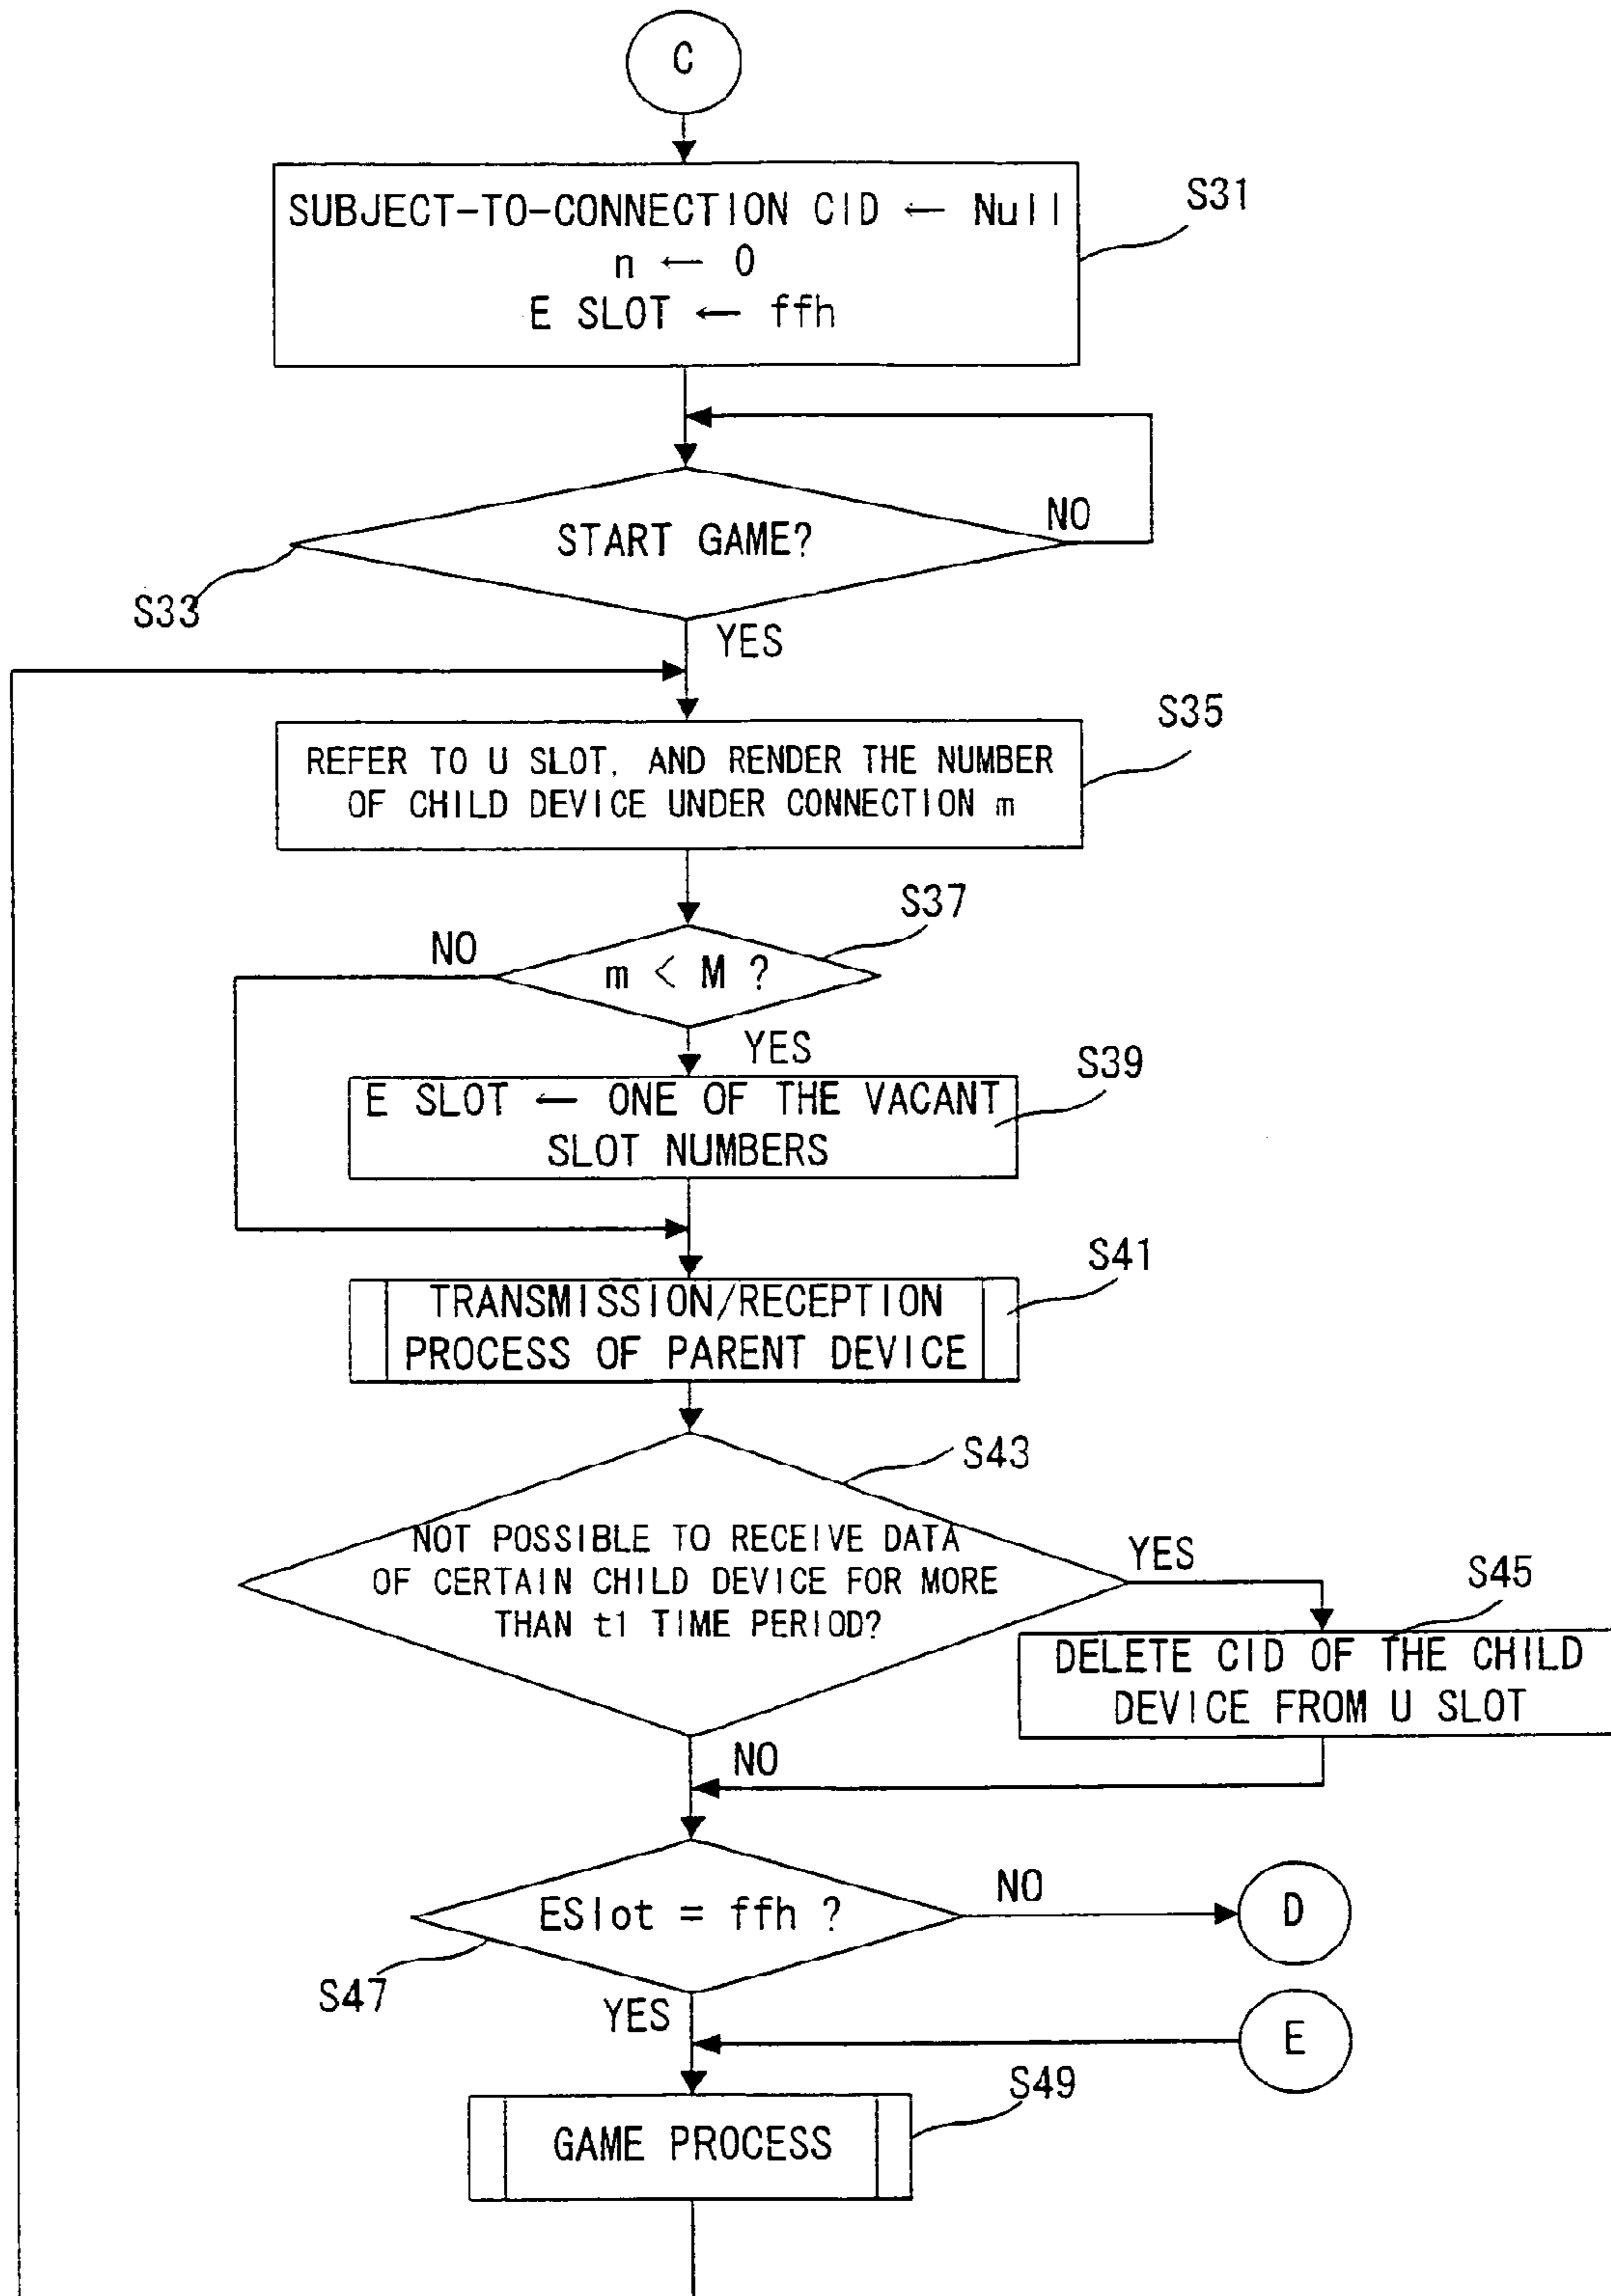 C
SUBJECT-TO-CONNECTION CID ← Null
n ← 0
E SLOT ← ffh
S31
START GAME?
NO
S33
YES
S35
REFER TO U SLOT, AND RENDER THE NUMBER
OF CHILD DEVICE UNDER CONNECTION m
S37
NO
m < M ?
YES
S39
E SLOT ← ONE OF THE VACANT
SLOT NUMBERS
S41
TRANSMISSION/RECEPTION
PROCESS OF PARENT DEVICE
S43
NOT POSSIBLE TO RECEIVE DATA
OF CERTAIN CHILD DEVICE FOR MORE
THAN t1 TIME PERIOD?
YES
S45
DELETE CID OF THE CHILD
DEVICE FROM U SLOT
NO
ESlot = ffh ?
NO
D
S47
YES
E
S49
GAME PROCESS